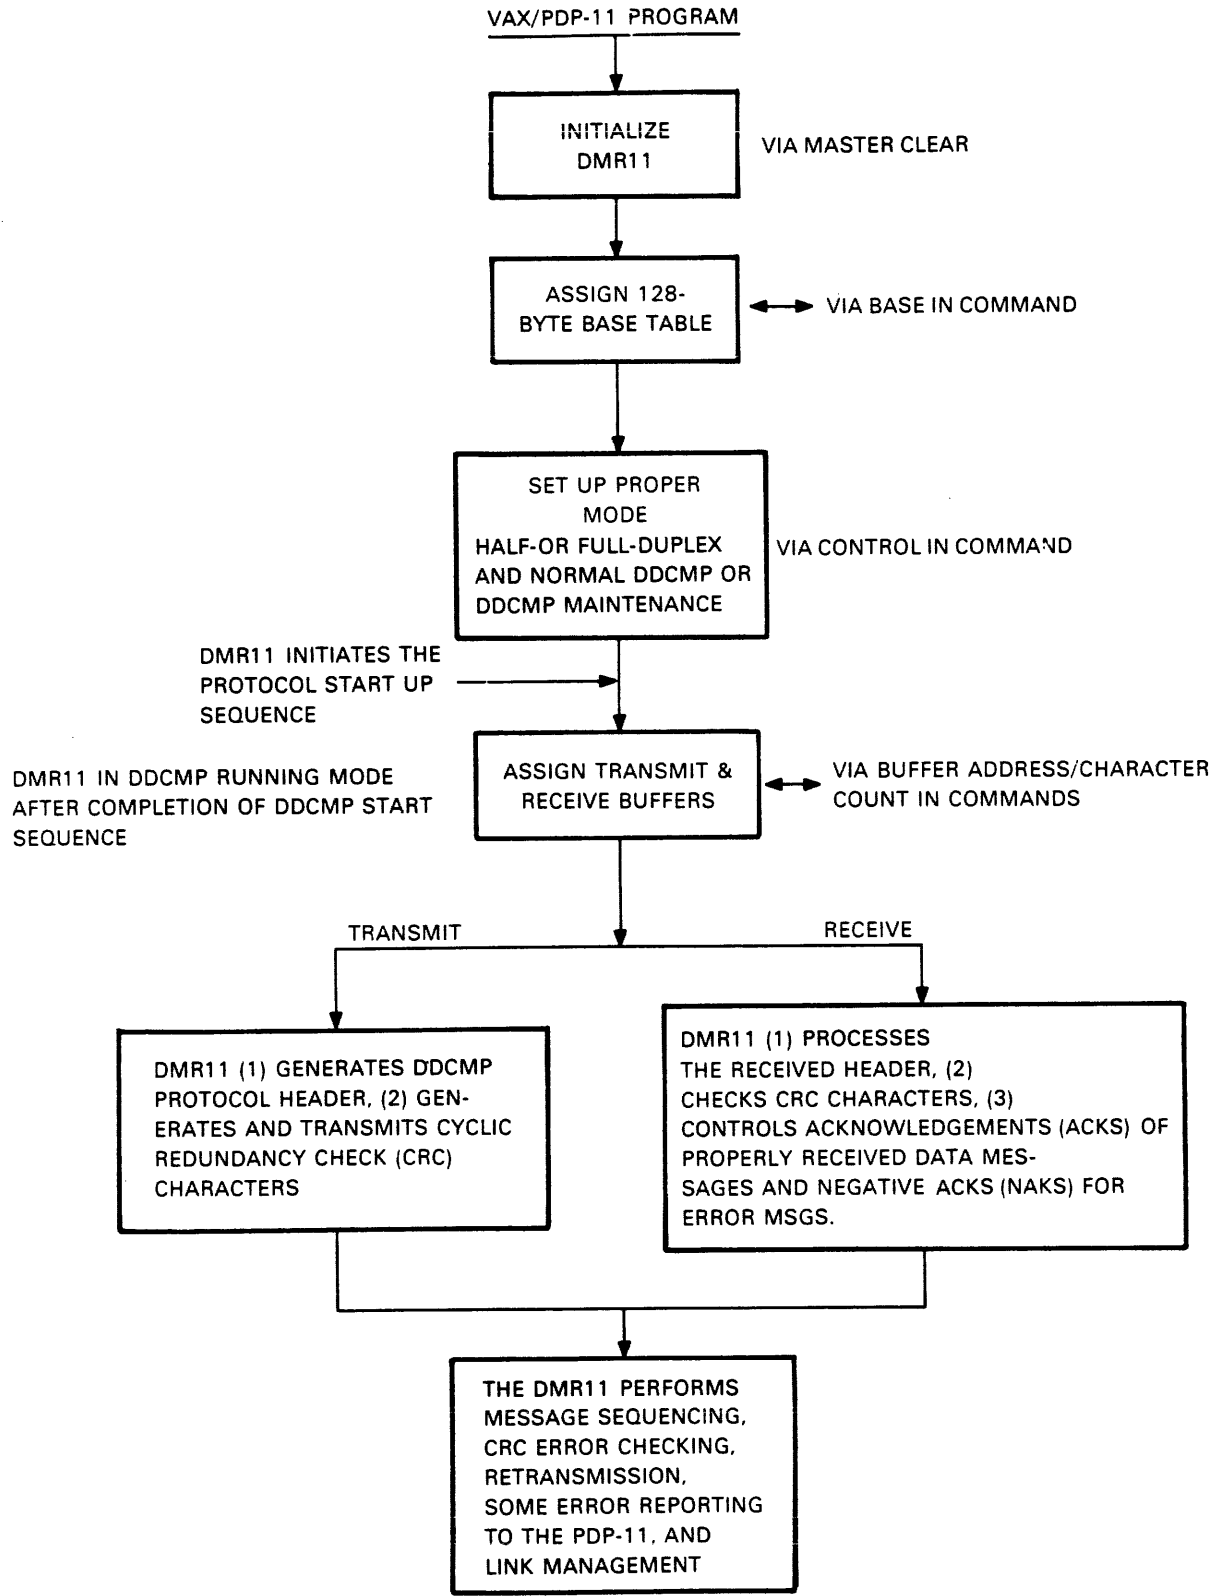 VAX/PDP-11 PROGRAM
INITIALIZE
DMR11
VIA MASTER CLEAR
ASSIGN 128-
BYTE BASE TABLE
VIA BASE IN COMMAND
SET UP PROPER
MODE
HALF-OR FULL-DUPLEX
AND NORMAL DDCMP OR
DDCMP MAINTENANCE
VIA CONTROL IN COMMAND
DMR11 INITIATES THE
PROTOCOL START UP
SEQUENCE
DMR11 IN DDCMP RUNNING MODE
AFTER COMPLETION OF DDCMP START
SEQUENCE
ASSIGN TRANSMIT &
RECEIVE BUFFERS
VIA BUFFER ADDRESS/CHARACTER
COUNT IN COMMANDS
TRANSMIT
RECEIVE
DMR11 (1) GENERATES DDCMP
PROTOCOL HEADER, (2) GEN-
ERATES AND TRANSMITS CYCLIC
REDUNDANCY CHECK (CRC)
CHARACTERS
DMR11 (1) PROCESSES
THE RECEIVED HEADER, (2)
CHECKS CRC CHARACTERS, (3)
CONTROLS ACKNOWLEDGEMENTS (ACKS) OF
PROPERLY RECEIVED DATA MES-
SAGES AND NEGATIVE ACKS (NAKS) FOR
ERROR MSGS.
THE DMR11 PERFORMS
MESSAGE SEQUENCING,
CRC ERROR CHECKING,
RETRANSMISSION,
SOME ERROR REPORTING
TO THE PDP-11, AND
LINK MANAGEMENT